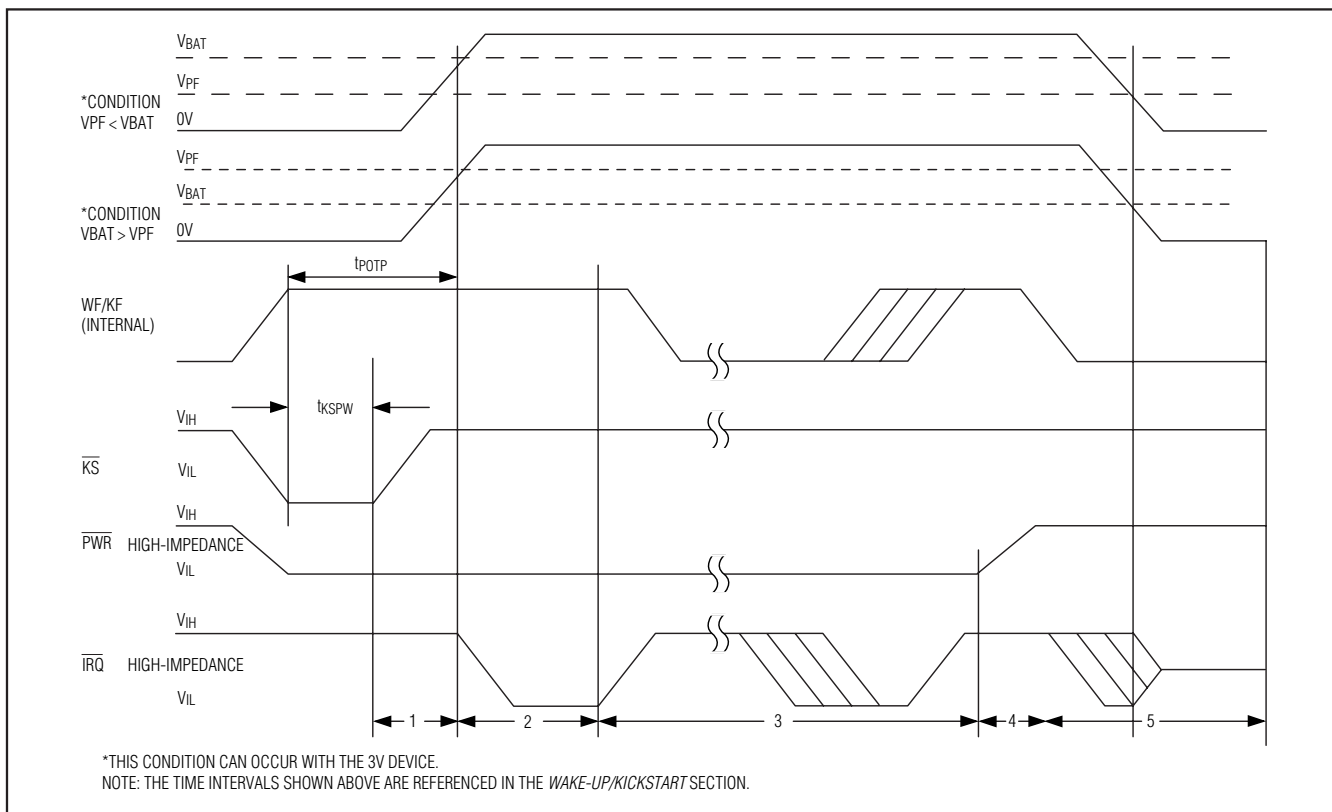 VBAT
VPF
*CONDITION
VPF < VBAT
0V
VPF
VBAT
*CONDITION
VBAT > VPF
0V
tPOTP
WF/KF
(INTERNAL)
tKSPW
VIH
KS
VIL
VIH
PWR HIGH-IMPEDANCE
VIL
VIH
IRQ HIGH-IMPEDANCE
VIL
1 2 3 4 5
*THIS CONDITION CAN OCCUR WITH THE 3V DEVICE.
NOTE: THE TIME INTERVALS SHOWN ABOVE ARE REFERENCED IN THE WAKE-UP/KICKSTART SECTION.